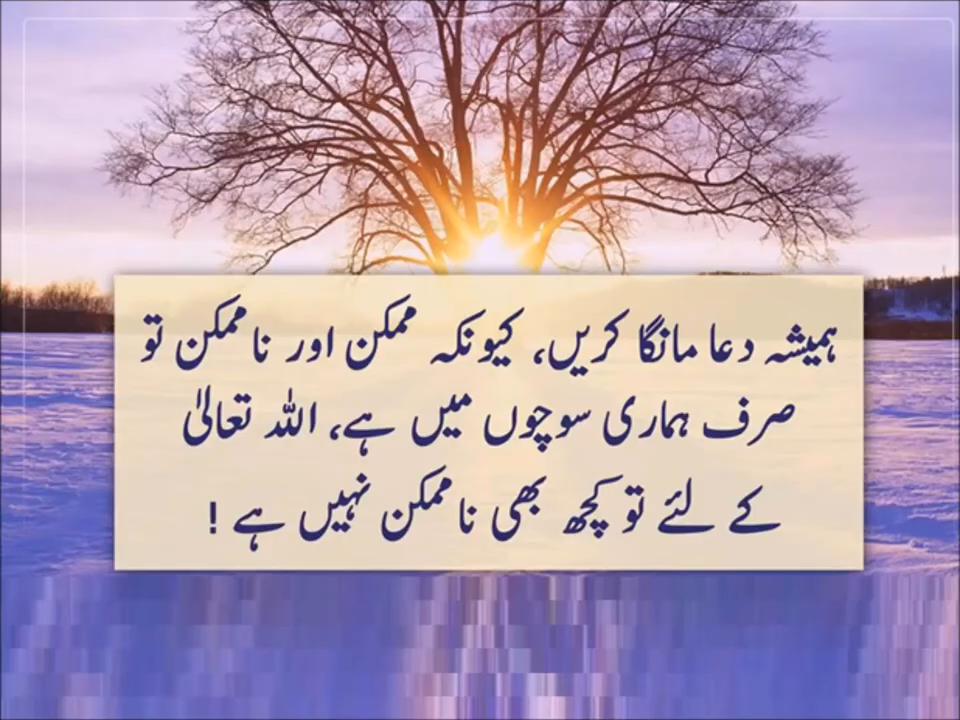 ہمیشہ دعا مانگا کریں، کیونکہ ممکن اور ناممکن تو
صرف ہماری سوچوں میں ہے، اللہ تعالیٰ
کے لئے تو کچھ بھی ناممکن نہیں ہے !